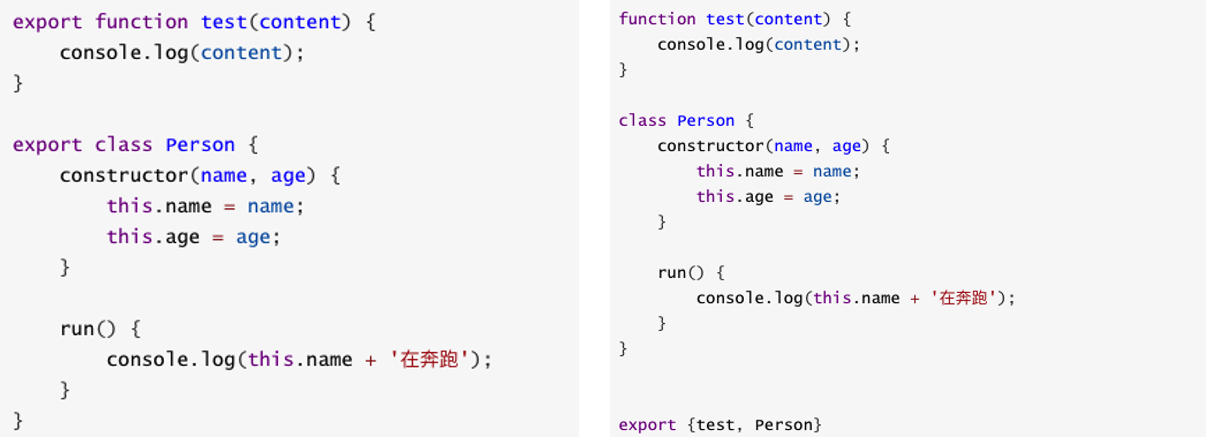 export function test(content) {
    console.log(content);
}
export class Person {
    constructor(name, age) {
        this.name = name;
        this.age = age;
    }
    run() {
        console.log(this.name + '在奔跑');
    }
}
function test(content) {
    console.log(content);
}
class Person {
    constructor(name, age) {
        this.name = name;
        this.age = age;
    }
    run() {
        console.log(this.name + '在奔跑');
    }
}
export {test, Person}